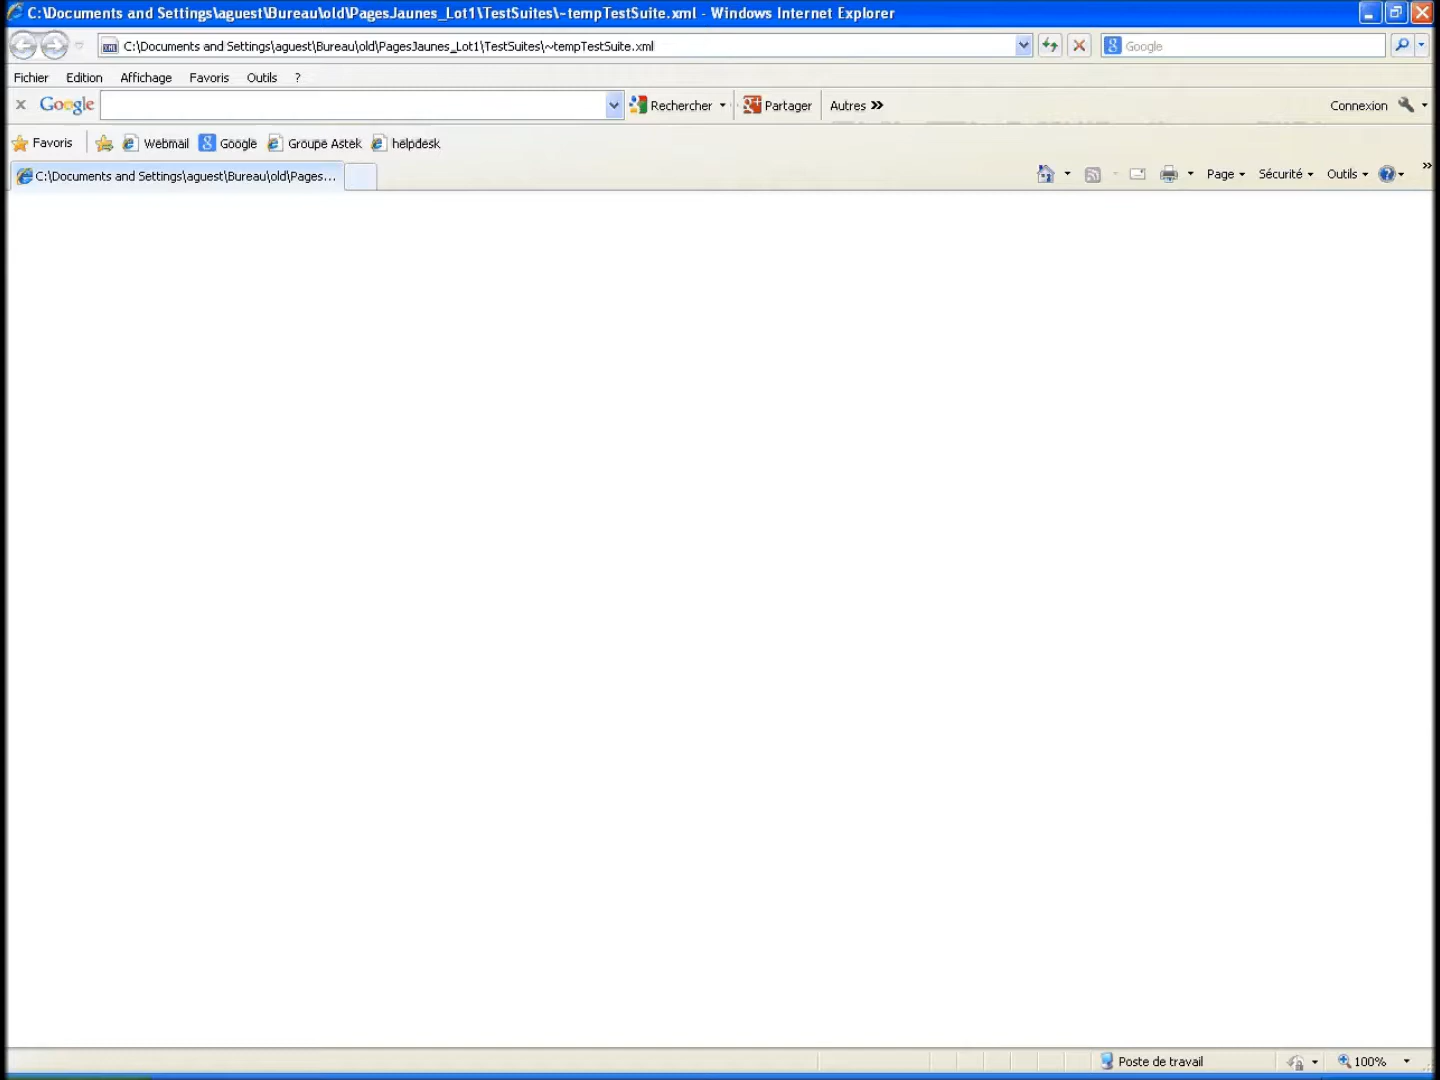 C:\Documents and Settings\aguest\Bureau\old\PagesJaunes_Lot1\TestSuites\~tempTestSuite.xml - Windows Internet Explorer
C:\Documents and Settings\aguest\Bureau\old\PagesJaunes_Lot1\TestSuites\~tempTestSuite.xml Google
Fichier Edition Affichage Favoris Outils ?
x Google Rechercher Partager Autres » Connexion
Favoris Webmail Google Groupe Astek helpdesk
C:\Documents and Settings\aguest\Bureau\old\Pages... Page Sécurité Outils »
Poste de travail 100%